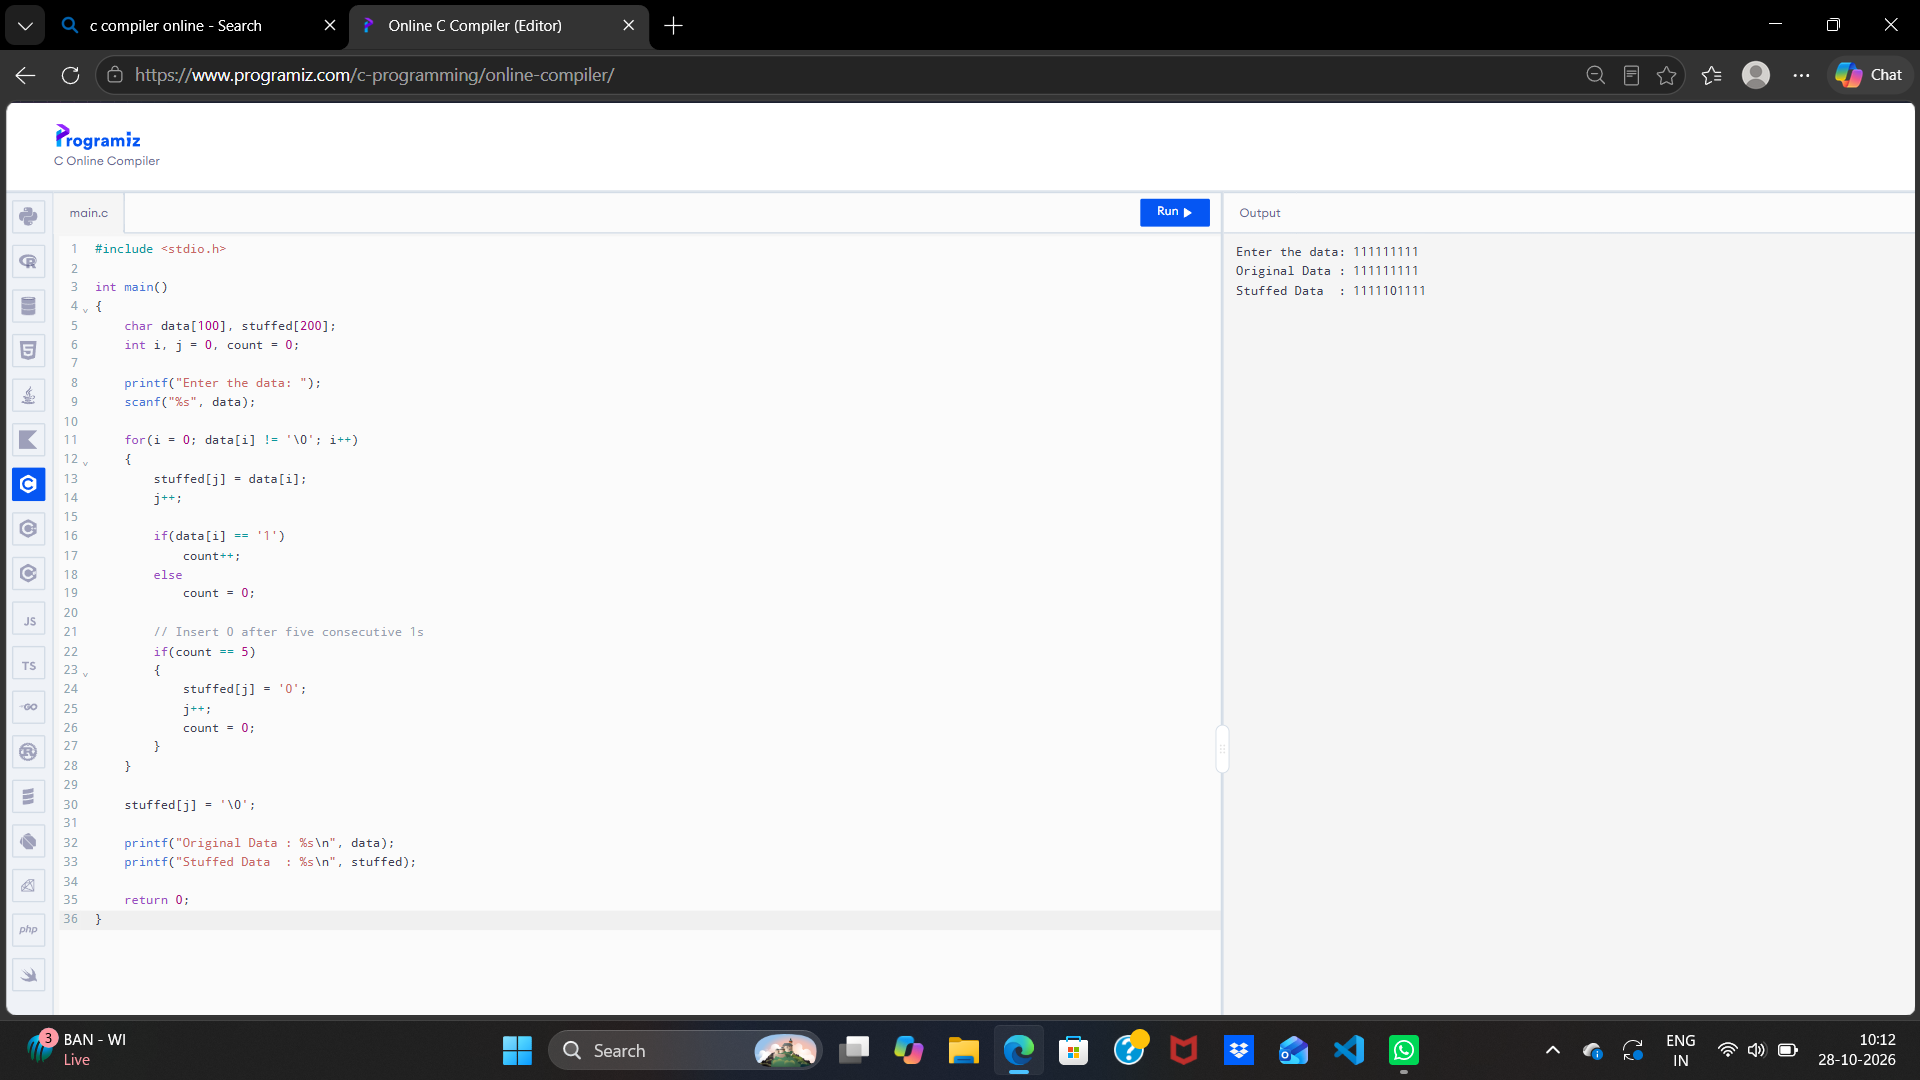 c compiler online - Search
Online C Compiler (Editor)
https://www.programiz.com/c-programming/online-compiler/
Chat
Programiz
C Online Compiler
main.c
Run
Output
1 #include <stdio.h>
2
3 int main()
4 {
5     char data[100], stuffed[200];
6     int i, j = 0, count = 0;
7
8     printf("Enter the data: ");
9     scanf("%s", data);
10
11     for(i = 0; data[i] != '\0'; i++)
12     {
13         stuffed[j] = data[i];
14         j++;
15
16         if(data[i] == '1')
17             count++;
18         else
19             count = 0;
20
21         // Insert 0 after five consecutive 1s
22         if(count == 5)
23         {
24             stuffed[j] = '0';
25             j++;
26             count = 0;
27         }
28     }
29
30     stuffed[j] = '\0';
31
32     printf("Original Data : %s\n", data);
33     printf("Stuffed Data  : %s\n", stuffed);
34
35     return 0;
36 }
Enter the data: 111111111
Original Data : 111111111
Stuffed Data  : 1111101111
JS
TS
GO
php
3
BAN - WI
Live
Search
ENG
IN
10:12
28-10-2026